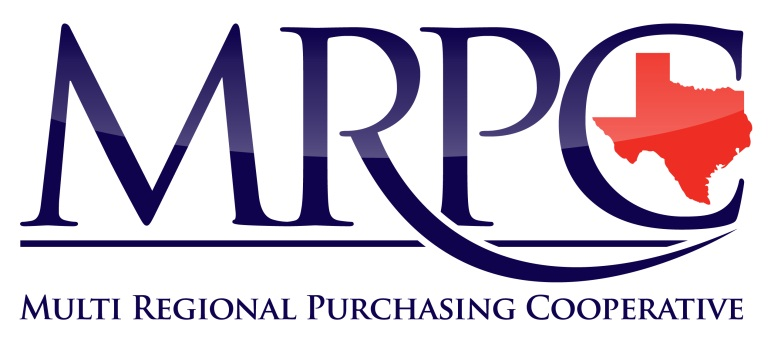 MRPC
MULTI REGIONAL PURCHASING COOPERATIVE